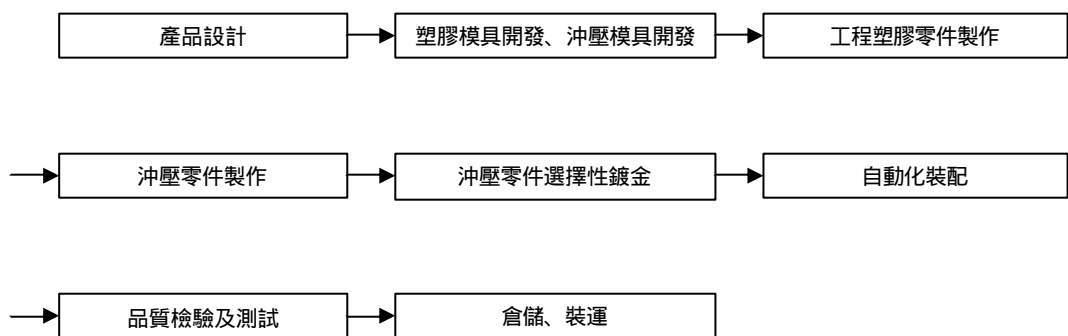 產品設計
塑膠模具開發、沖壓模具開發
工程塑膠零件製作
沖壓零件製作
沖壓零件選擇性鍍金
自動化裝配
品質檢驗及測試
倉儲、裝運